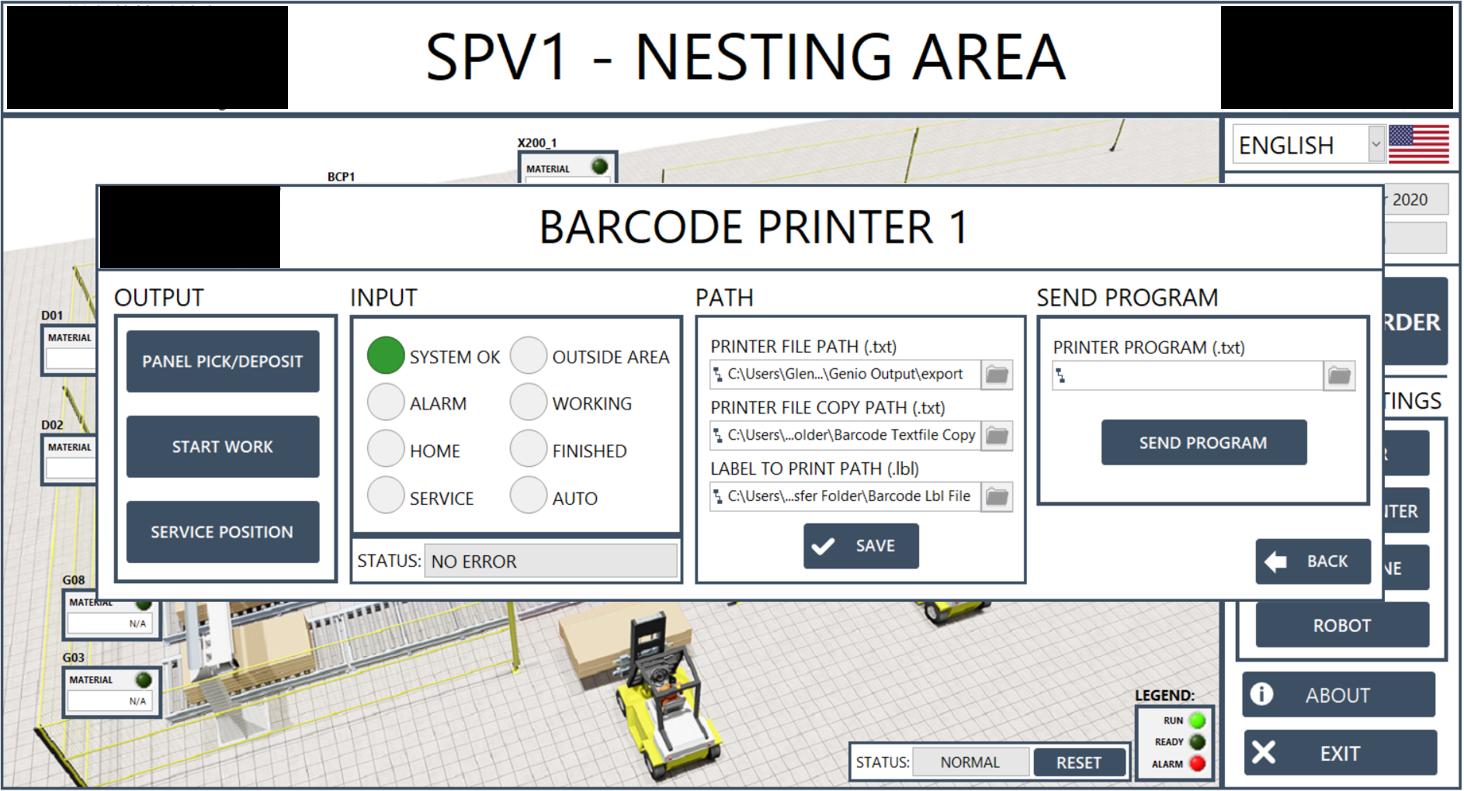 SPV1 - NESTING AREA
X200_1
MATERIAL
BCP1
ENGLISH
2020
BARCODE PRINTER 1
D01
MATERIAL
D02
MATERIAL
OUTPUT
PANEL PICK/DEPOSIT
START WORK
SERVICE POSITION
INPUT
SYSTEM OK
OUTSIDE AREA
ALARM
WORKING
HOME
FINISHED
SERVICE
AUTO
STATUS:
NO ERROR
PATH
PRINTER FILE PATH (.txt)
C:\Users\Glen...\Genio Output\export
PRINTER FILE COPY PATH (.txt)
C:\Users\...older\Barcode Textfile Copy
LABEL TO PRINT PATH (.lbl)
C:\Users\...sfer Folder\Barcode Lbl File
SAVE
SEND PROGRAM
PRINTER PROGRAM (.txt)
SEND PROGRAM
BACK
RDER
TINGS
R
NTER
NE
ROBOT
G08
MATERIAL
N/A
G03
MATERIAL
N/A
STATUS:
NORMAL
RESET
LEGEND:
RUN
READY
ALARM
ABOUT
EXIT